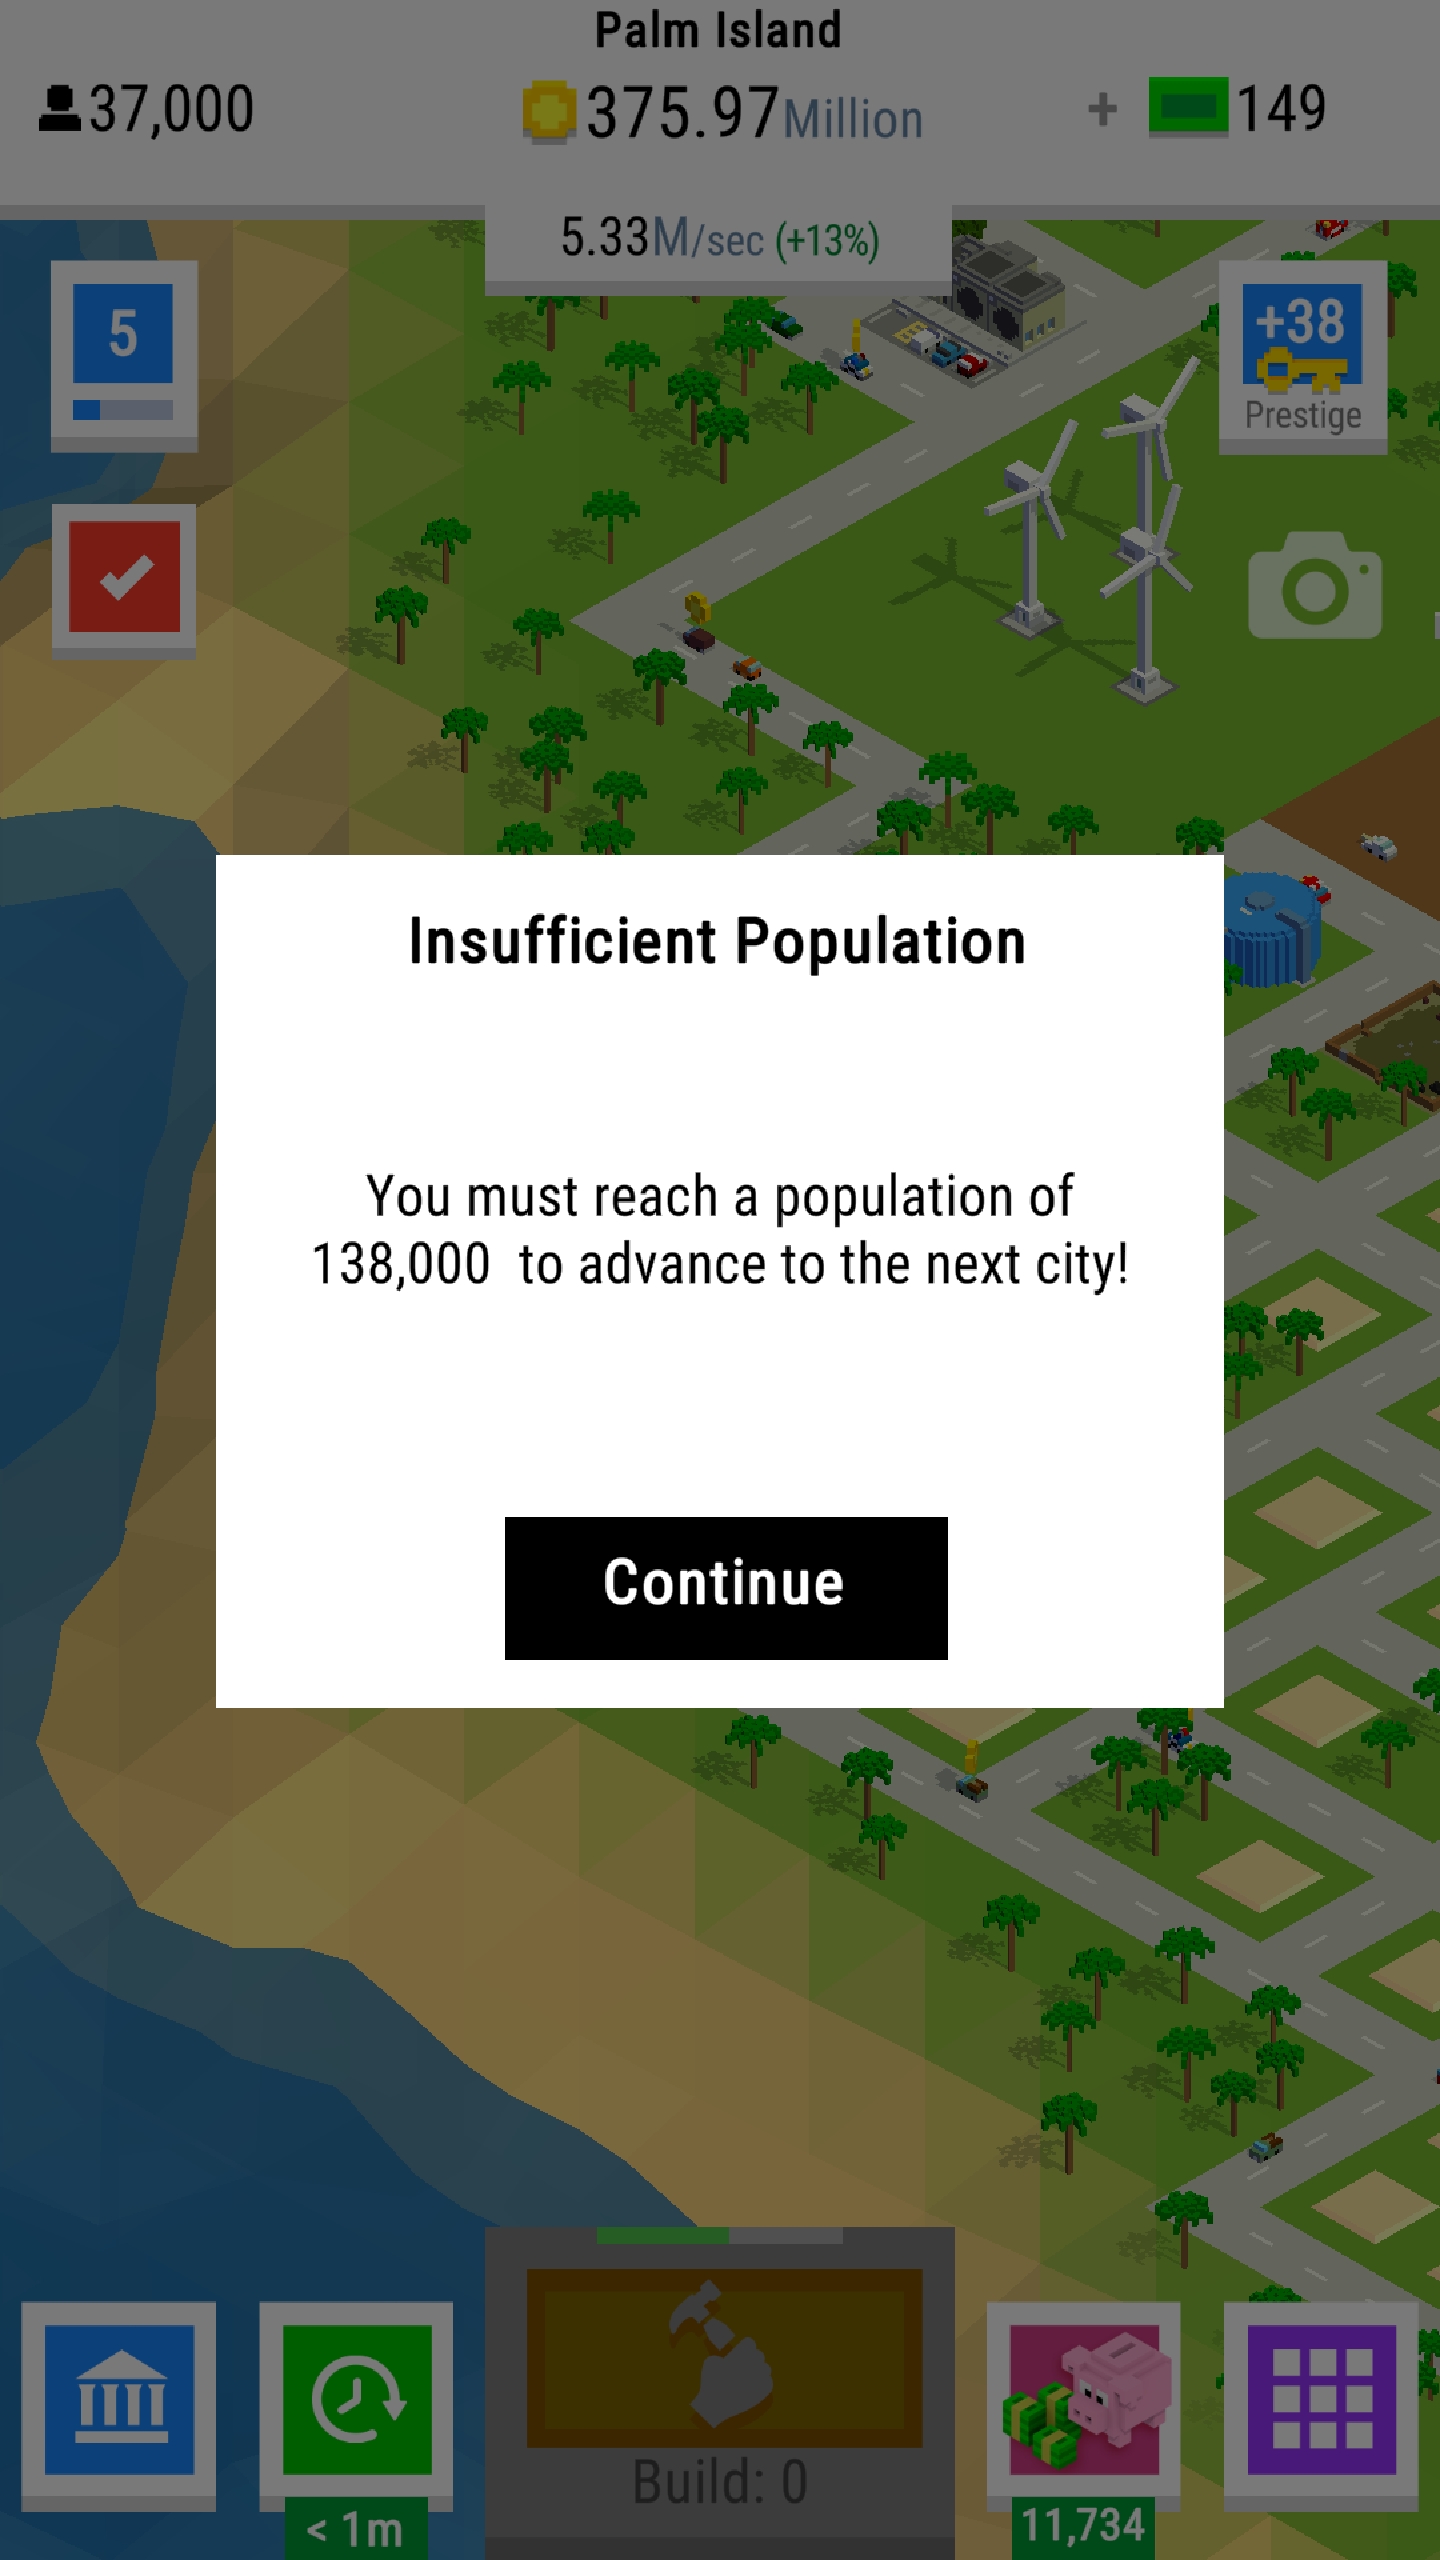 Palm Island
37,000
375.97Million
+ 149
5.33M/sec (+13%)
5
+38
Prestige
Insufficient Population
You must reach a population of
138,000 to advance to the next city!
Continue
Build: 0
< 1m
11,734